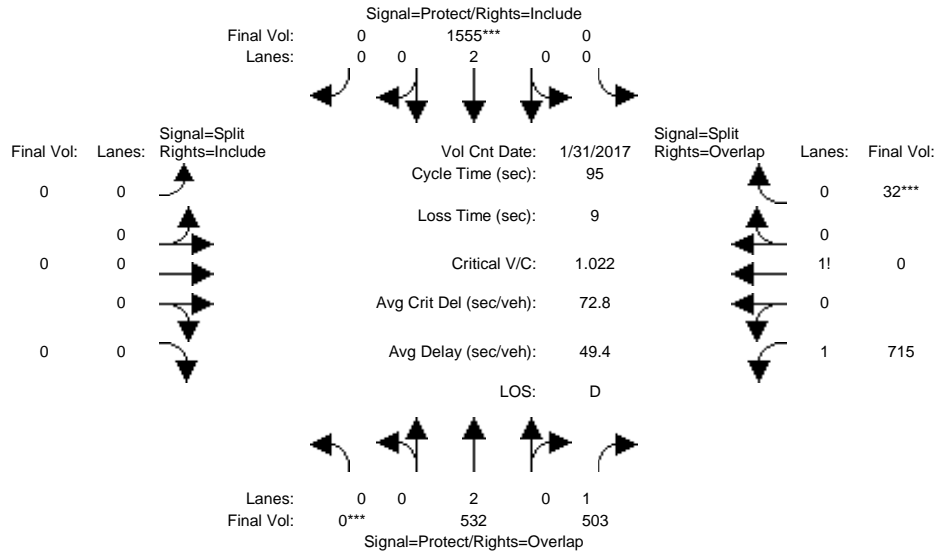 Signal=Protect/Rights=Include
Final Vol: 0 1555*** 0
Lanes: 0 0 2 0 0
Signal=Split Signal=Split
Final Vol: Lanes: Rights=Include Vol Cnt Date: 1/31/2017 Rights=Overlap Lanes: Final Vol:
Cycle Time (sec): 95
0 0 0 32***
Loss Time (sec): 9
0 0
0 0 Critical V/C: 1.022 1! 0
0 Avg Crit Del (sec/veh): 72.8 0
0 0 Avg Delay (sec/veh): 49.4 1 715
LOS: D
Lanes: 0 0 2 0 1
Final Vol: 0*** 532 503
Signal=Protect/Rights=Overlap